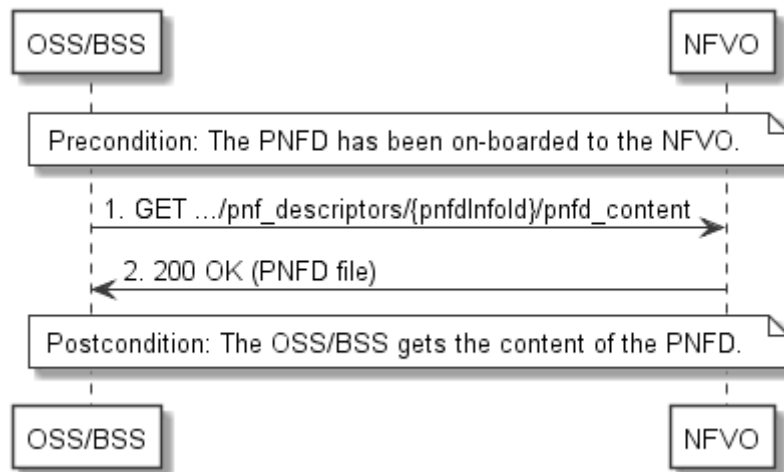 OSS/BSS
NFVO
Precondition: The PNFD has been on-boarded to the NFVO.
1. GET .../pnf_descriptors/{pnfdInfoId}/pnfd_content
2. 200 OK (PNFD file)
Postcondition: The OSS/BSS gets the content of the PNFD.
OSS/BSS
NFVO